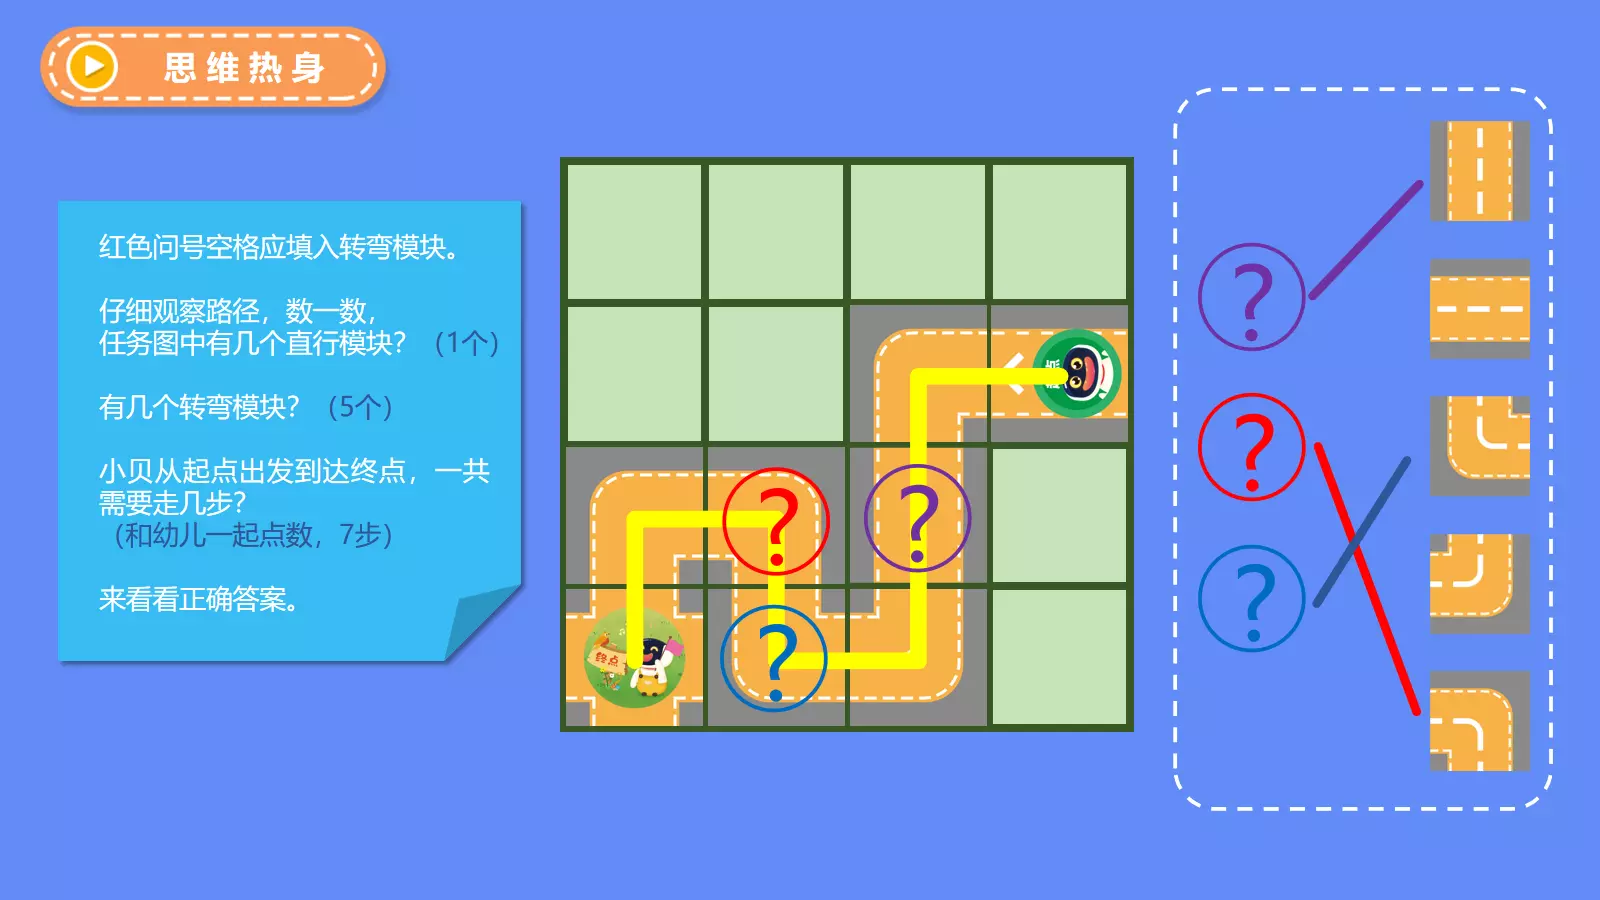 思维热身
红色问号空格应填入转弯模块。
仔细观察路径，数一数，
任务图中有几个直行模块？（1个）
有几个转弯模块？（5个）
小贝从起点出发到达终点，一共
需要走几步？
（和幼儿一起点数，7步）
来看看正确答案。
?
?
?
?
终点
?
?